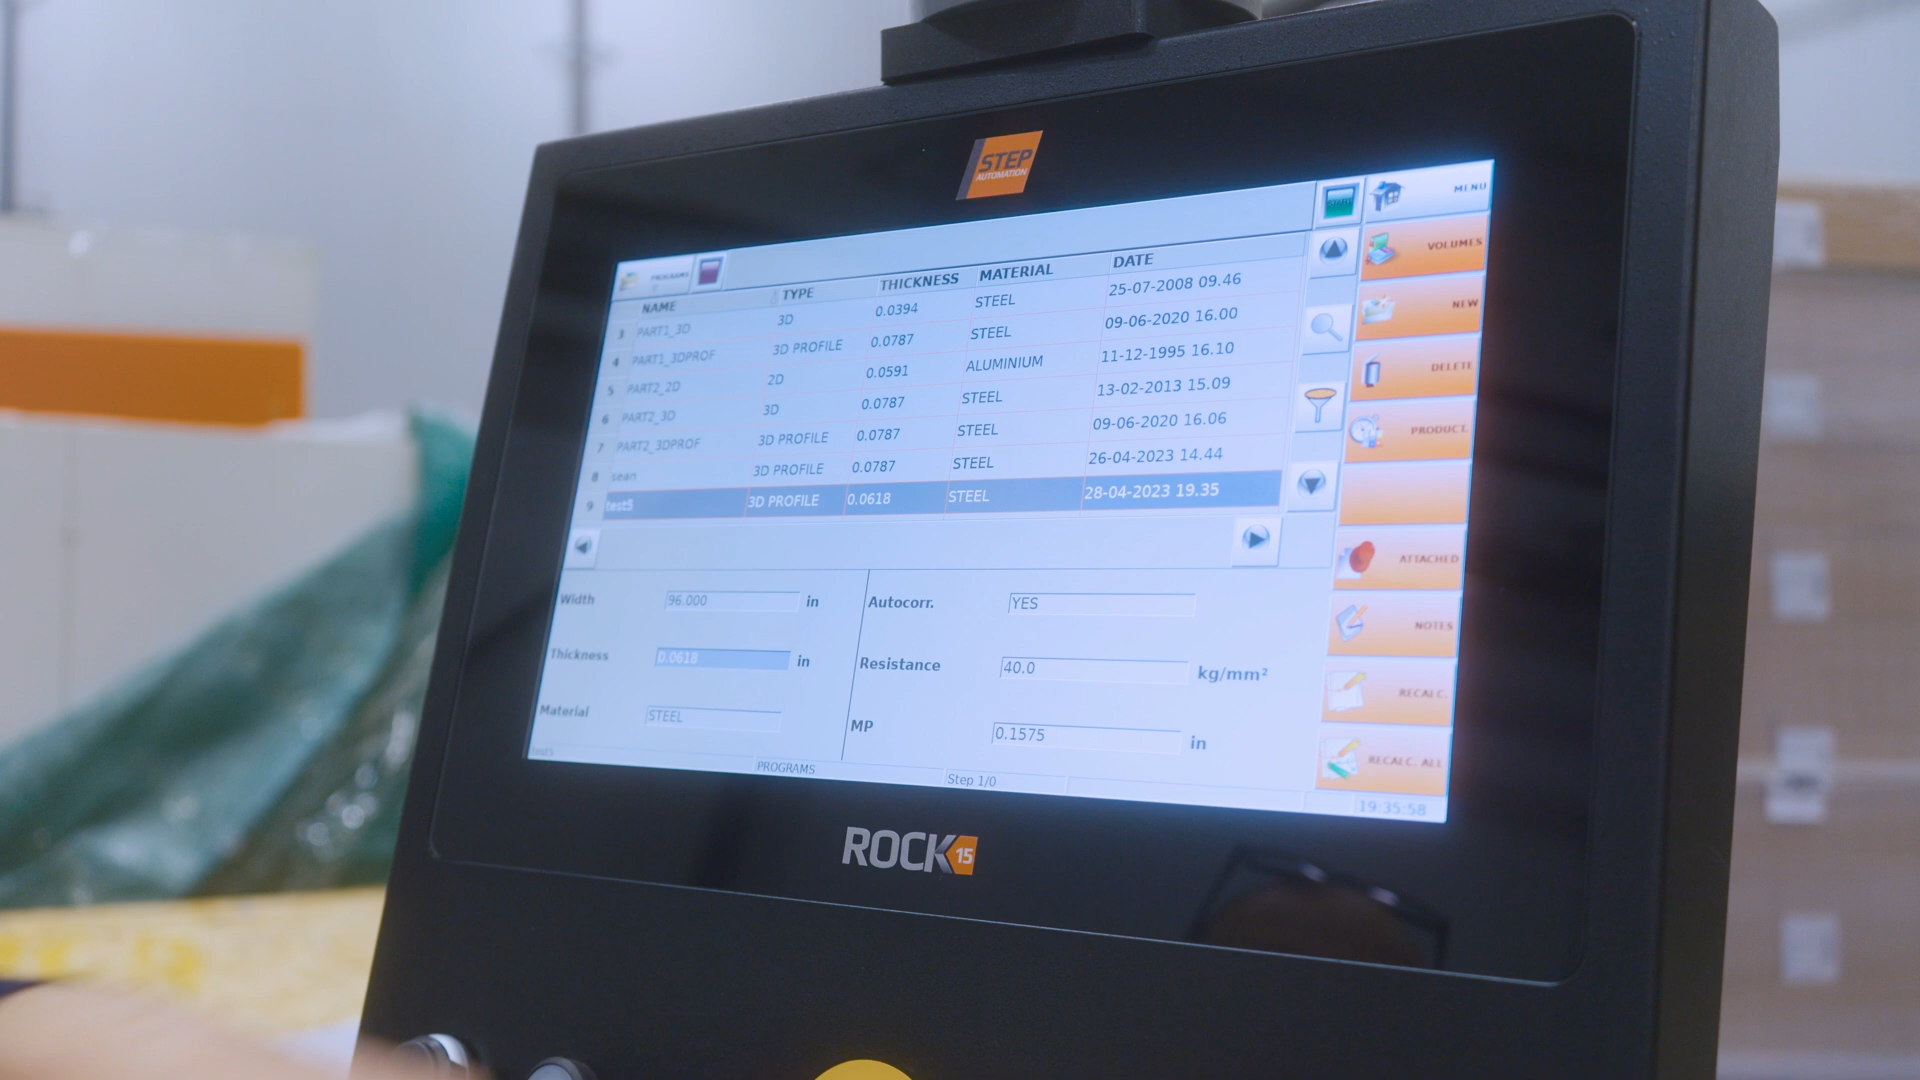 STEP
AUTOMATION
MENU
PROGRAMS
NAME TYPE THICKNESS MATERIAL DATE
3 PART1_3D 3D 0.0394 STEEL 25-07-2008 09.46
4 PART1_3DPROF 3D PROFILE 0.0787 STEEL 09-06-2020 16.00
5 PART2_2D 2D 0.0591 ALUMINIUM 11-12-1995 16.10
6 PART2_3D 3D 0.0787 STEEL 13-02-2013 15.09
7 PART2_3DPROF 3D PROFILE 0.0787 STEEL 09-06-2020 16.06
8 sean 3D PROFILE 0.0787 STEEL 26-04-2023 14.44
9 test5 3D PROFILE 0.0618 STEEL 28-04-2023 19.35
VOLUMES
NEW
DELETE
PRODUCT.
ATTACHED
NOTES
RECALC.
RECALC. ALL
Width 96.000 in
Autocorr. YES
Thickness 0.0618 in
Resistance 40.0 kg/mm²
Material STEEL
MP 0.1575 in
test5 PROGRAMS Step 1/0 19:35:58
ROCK 15